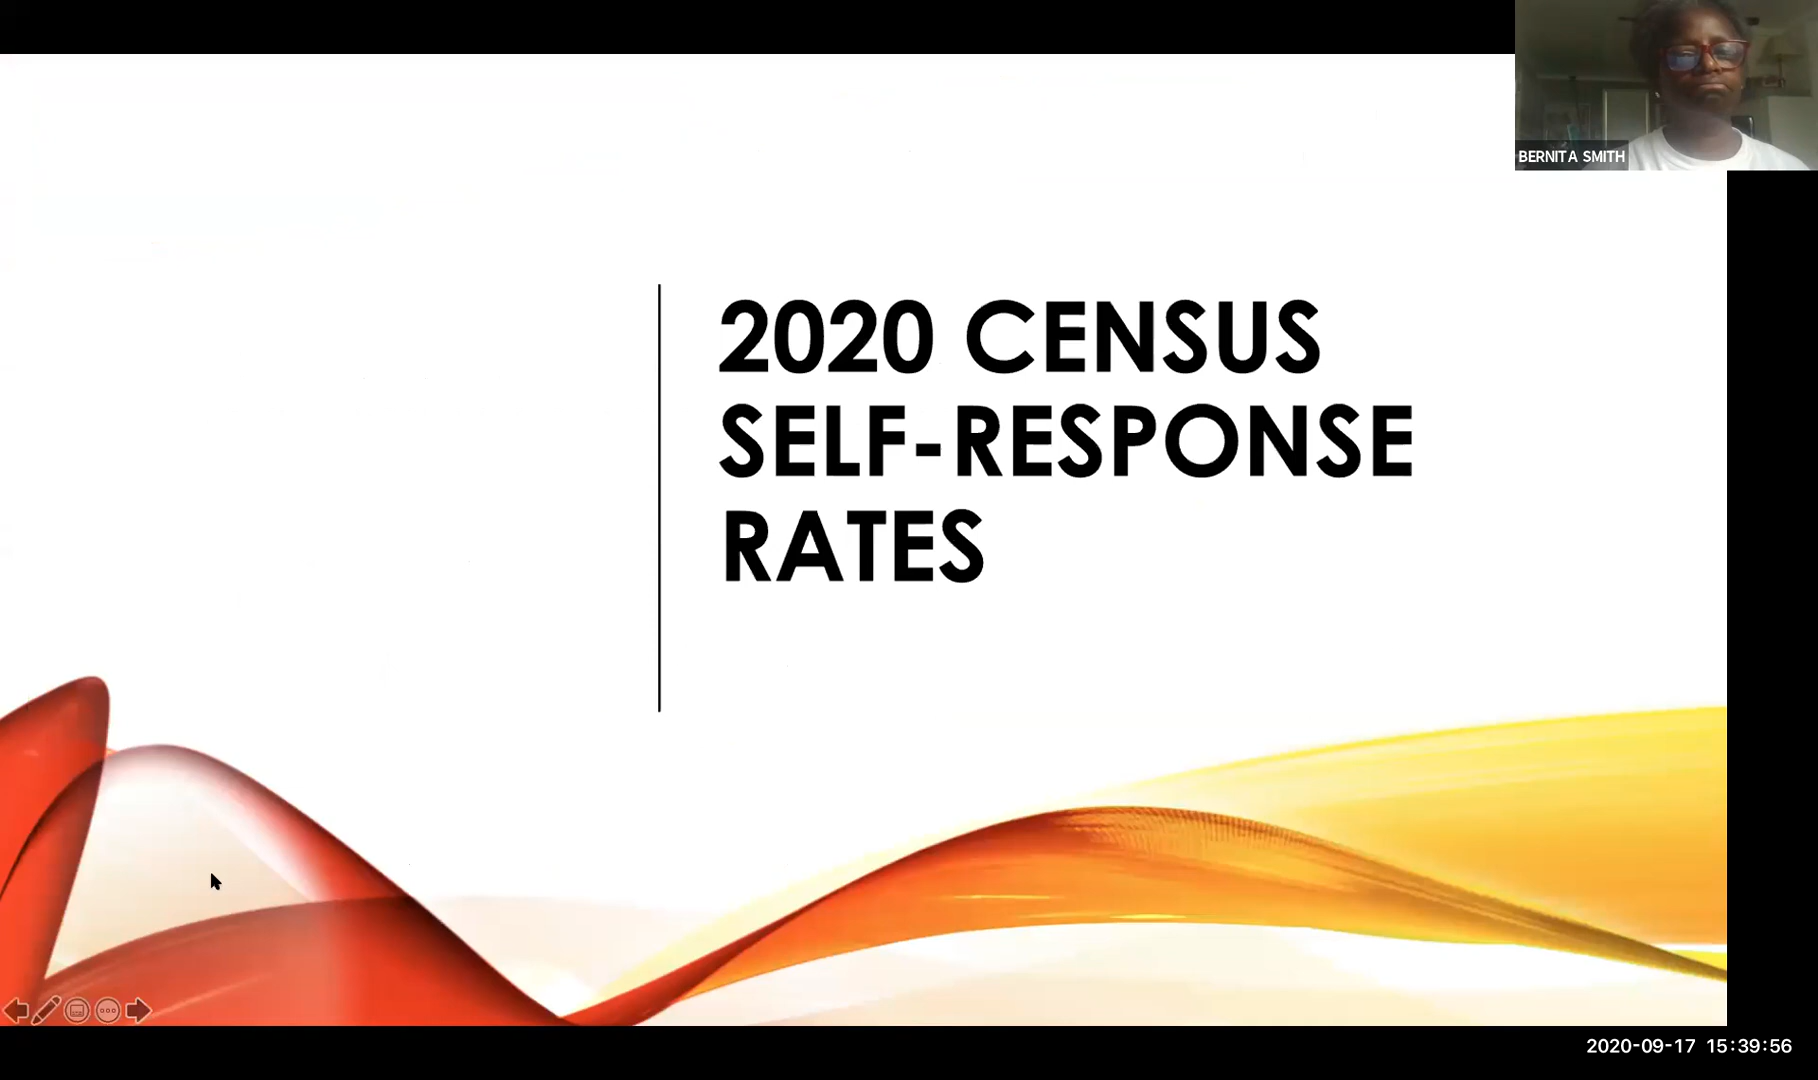 BERNITA SMITH
2020 CENSUS
SELF-RESPONSE
RATES
2020-09-17 15:39:56